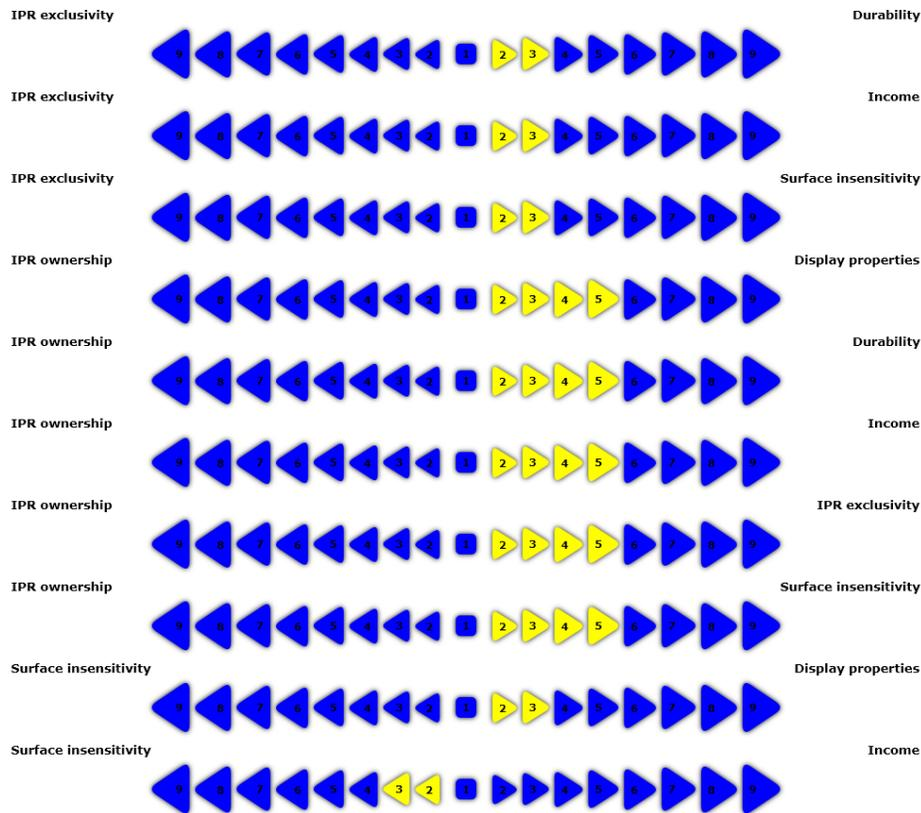 IPR exclusivity Durability
9 8 7 6 5 4 3 2 1 2 3 4 5 6 7 8 9
IPR exclusivity Income
9 8 7 6 5 4 3 2 1 2 3 4 5 6 7 8 9
IPR exclusivity Surface insensitivity
9 8 7 6 5 4 3 2 1 2 3 4 5 6 7 8 9
IPR ownership Display properties
9 8 7 6 5 4 3 2 1 2 3 4 5 6 7 8 9
IPR ownership Durability
9 8 7 6 5 4 3 2 1 2 3 4 5 6 7 8 9
IPR ownership Income
9 8 7 6 5 4 3 2 1 2 3 4 5 6 7 8 9
IPR ownership IPR exclusivity
9 8 7 6 5 4 3 2 1 2 3 4 5 6 7 8 9
IPR ownership Surface insensitivity
9 8 7 6 5 4 3 2 1 2 3 4 5 6 7 8 9
Surface insensitivity Display properties
9 8 7 6 5 4 3 2 1 2 3 4 5 6 7 8 9
Surface insensitivity Income
9 8 7 6 5 4 3 2 1 2 3 4 5 6 7 8 9